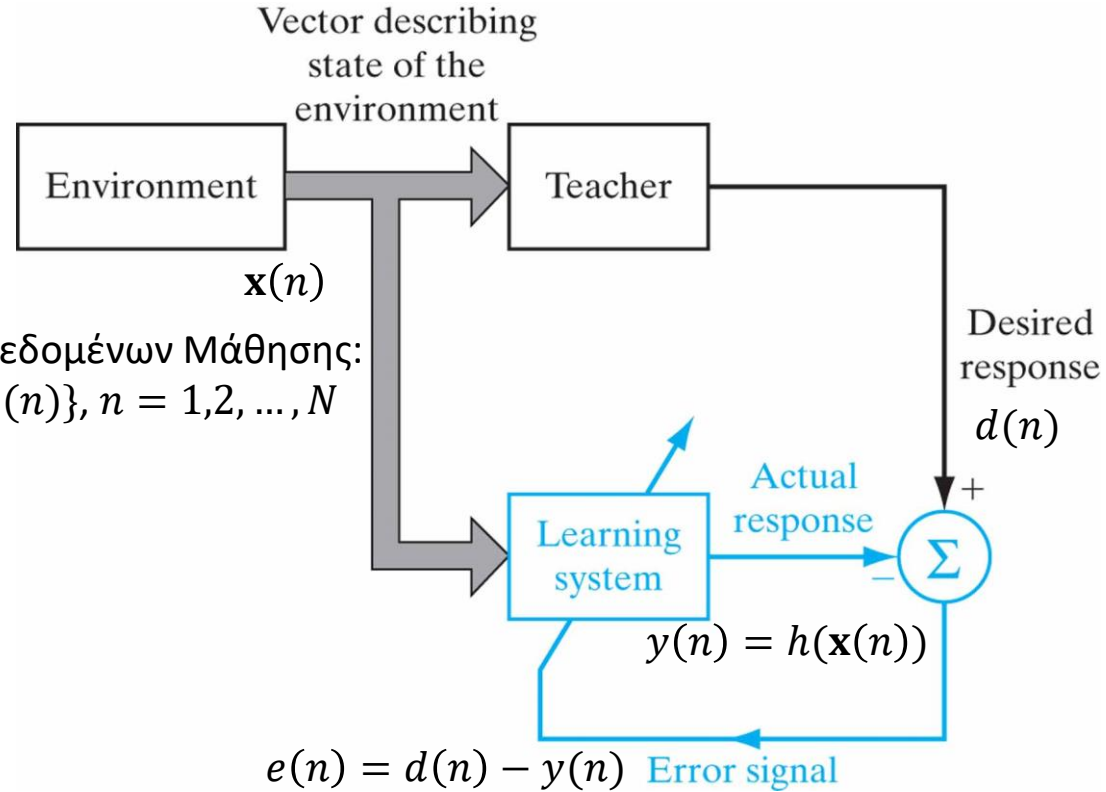 Vector describing
state of the
environment
Environment
Teacher
𝐱(𝑛)
εδομένων Μάθησης:
(𝑛)}, 𝑛 = 1,2, … , 𝑁
Desired
response
𝑑(𝑛)
+
Actual
response
Learning
system
−
Σ
𝑦(𝑛) = ℎ(𝐱(𝑛))
𝑒(𝑛) = 𝑑(𝑛) − 𝑦(𝑛) Error signal